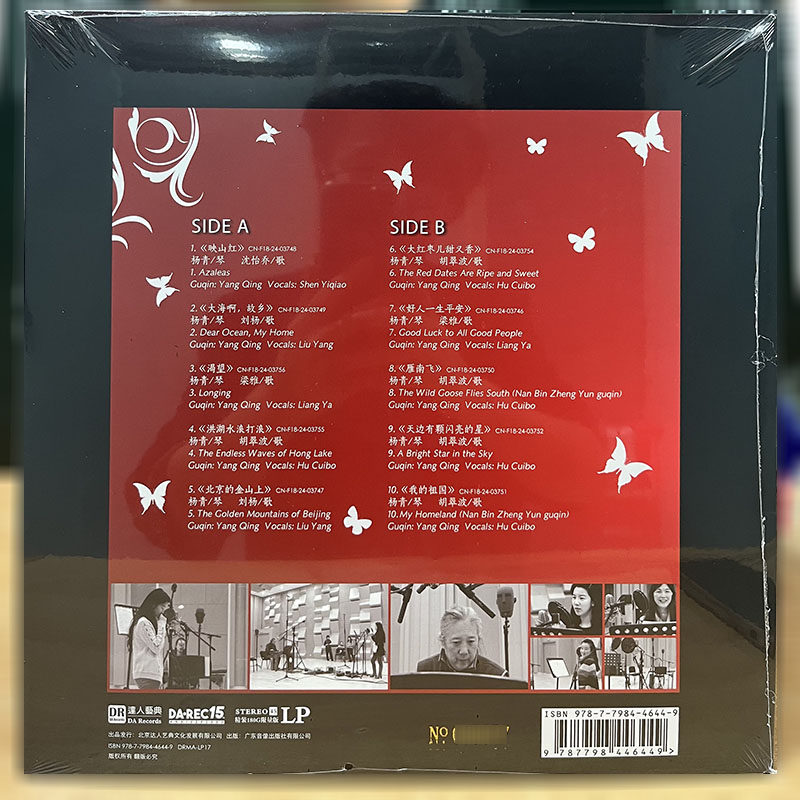 SIDE A
1.《映山红》 CN-F18-24-03748
杨青/琴 沈怡乔/歌
1. Azaleas
Guqin: Yang Qing Vocals: Shen Yiqiao
2.《大海啊，故乡》 CN-F18-24-03749
杨青/琴 刘杨/歌
2. Dear Ocean, My Home
Guqin: Yang Qing Vocals: Liu Yang
3.《渴望》 CN-F18-24-03756
杨青/琴 梁雅/歌
3. Longing
Guqin: Yang Qing Vocals: Liang Ya
4.《洪湖水浪打浪》 CN-F18-24-03755
杨青/琴 胡翠波/歌
4. The Endless Waves of Hong Lake
Guqin: Yang Qing Vocals: Hu Cuibo
5.《北京的金山上》 CN-F18-24-03747
杨青/琴 刘杨/歌
5. The Golden Mountains of Beijing
Guqin: Yang Qing Vocals: Liu Yang
SIDE B
6.《大红枣儿甜又香》 CN-F18-24-03754
杨青/琴 胡翠波/歌
6. The Red Dates Are Ripe and Sweet
Guqin: Yang Qing Vocals: Hu Cuibo
7.《好人一生平安》 CN-F18-24-03746
杨青/琴 梁雅/歌
7. Good Luck to All Good People
Guqin: Yang Qing Vocals: Liang Ya
8.《雁南飞》 CN-F18-24-03750
杨青/琴 胡翠波/歌
8. The Wild Goose Flies South (Nan Bin Zheng Yun guqin)
Guqin: Yang Qing Vocals: Hu Cuibo
9.《天边有颗闪亮的星》 CN-F18-24-03752
杨青/琴 胡翠波/歌
9. A Bright Star in the Sky
Guqin: Yang Qing Vocals: Hu Cuibo
10.《我的祖国》 CN-F18-24-03751
杨青/琴 胡翠波/歌
10. My Homeland (Nan Bin Zheng Yun guqin)
Guqin: Yang Qing Vocals: Hu Cuibo
DR 達人藝典
DA Records
DA-REC15
STEREO
精装180G限量版 LP
No
出品发行：北京达人艺典文化发展有限公司 出版：广东音像出版社有限公司
ISBN 978-7-7984-4644-9 DRMA-LP17
版权所有 翻版必究
ISBN 978-7-7984-4644-9
9 787798 446449 >